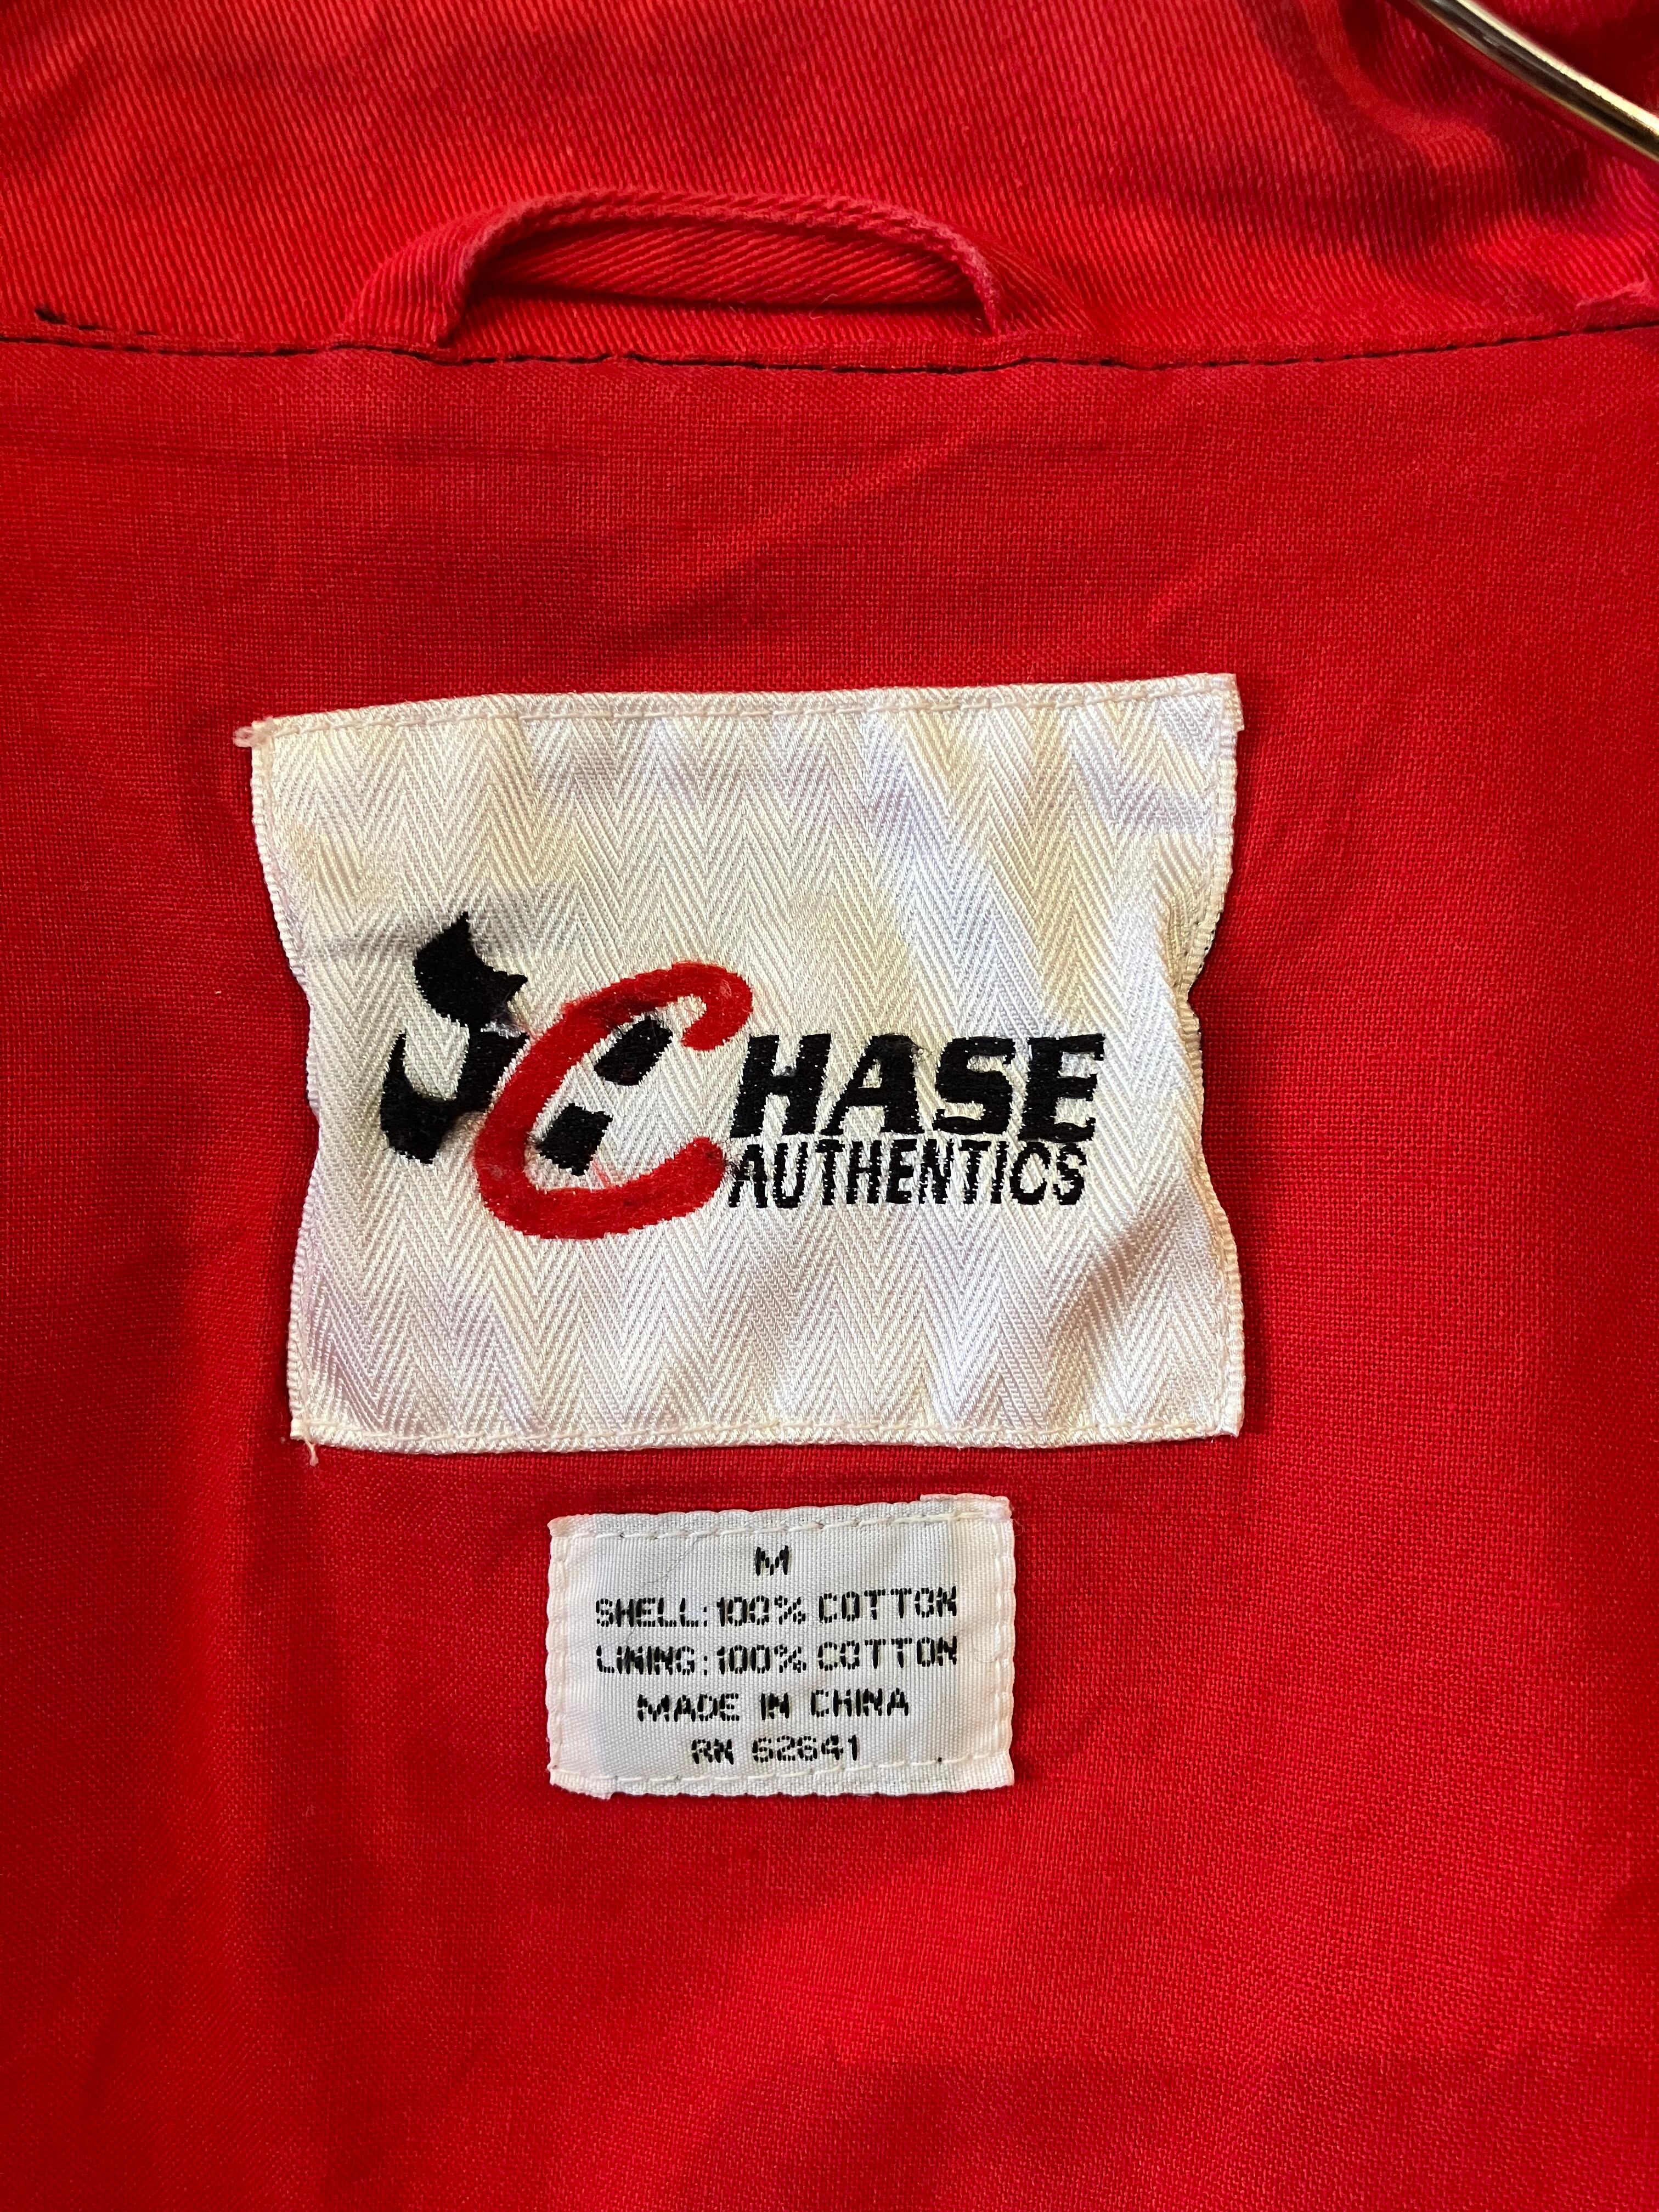 CHASE
AUTHENTICS
M
SHELL:100% COTTON
LINING:100% COTTON
MADE IN CHINA
RN 62641